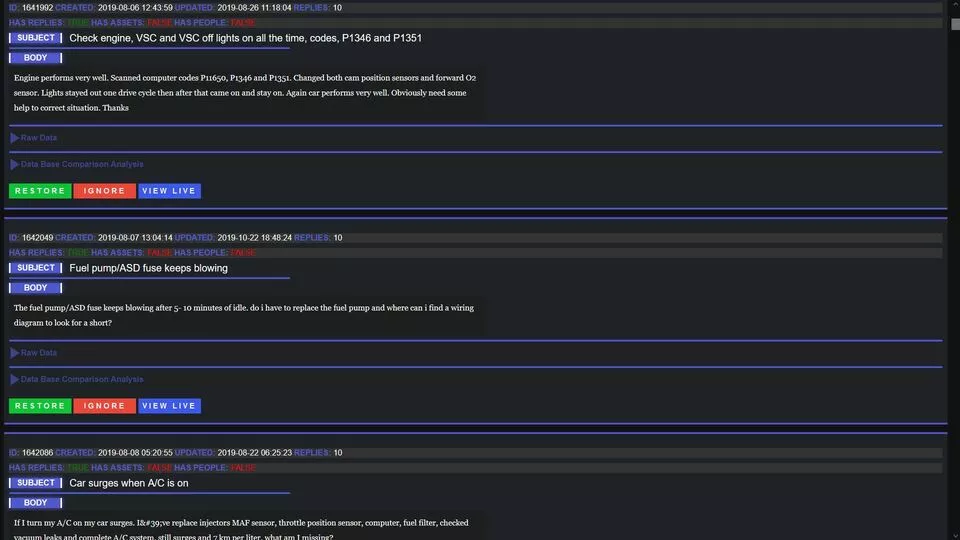 ID: 1641992 CREATED: 2019-08-06 12:43:59 UPDATED: 2019-08-26 11:18:04 REPLIES: 10
HAS REPLIES: TRUE HAS ASSETS: FALSE HAS PEOPLE: FALSE
SUBJECT Check engine, VSC and VSC off lights on all the time, codes, P1346 and P1351
BODY
Engine performs very well. Scanned computer codes P11650, P1346 and P1351. Changed both cam position sensors and forward O2
sensor. Lights stayed out one drive cycle then after that came on and stay on. Again car performs very well. Obviously need some
help to correct situation. Thanks
Raw Data
Data Base Comparison Analysis
RESTORE IGNORE VIEW LIVE
ID: 1642049 CREATED: 2019-08-07 13:04:14 UPDATED: 2019-10-22 18:48:24 REPLIES: 10
HAS REPLIES: TRUE HAS ASSETS: FALSE HAS PEOPLE: FALSE
SUBJECT Fuel pump/ASD fuse keeps blowing
BODY
The fuel pump/ASD fuse keeps blowing after 5- 10 minutes of idle. do i have to replace the fuel pump and where can i find a wiring
diagram to look for a short?
Raw Data
Data Base Comparison Analysis
RESTORE IGNORE VIEW LIVE
ID: 1642086 CREATED: 2019-08-08 05:20:55 UPDATED: 2019-08-22 06:25:23 REPLIES: 10
HAS REPLIES: TRUE HAS ASSETS: FALSE HAS PEOPLE: FALSE
SUBJECT Car surges when A/C is on
BODY
If I turn my A/C on my car surges. I&#39;ve replace injectors MAF sensor, throttle position sensor, computer, fuel filter, checked
vacuum leaks and complete A/C system, still surges and 7 km per liter, what am I missing?